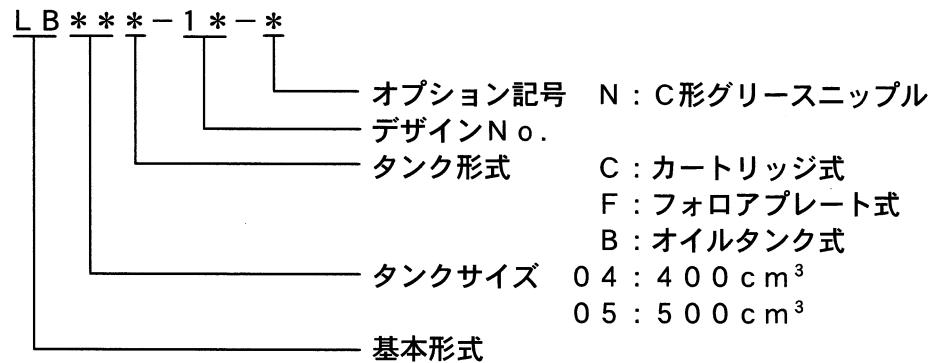 LB***-1*-*
オプション記号 N:C形グリースニップル
デザインNo.
タンク形式 C:カートリッジ式
F:フォロアプレート式
B:オイルタンク式
タンクサイズ 04:400cm³
05:500cm³
基本形式